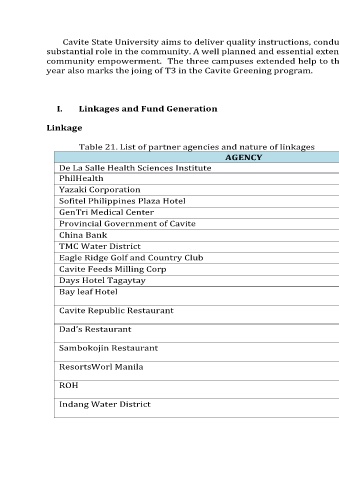 Cavite State University aims to deliver quality instructions, condu
substantial role in the community. A well planned and essential exten
community empowerment. The three campuses extended help to th
year also marks the joing of T3 in the Cavite Greening program.
I. Linkages and Fund Generation
Linkage
Table 21. List of partner agencies and nature of linkages
AGENCY
De La Salle Health Sciences Institute
PhilHealth
Yazaki Corporation
Sofitel Philippines Plaza Hotel
GenTri Medical Center
Provincial Government of Cavite
China Bank
TMC Water District
Eagle Ridge Golf and Country Club
Cavite Feeds Milling Corp
Days Hotel Tagaytay
Bay leaf Hotel
Cavite Republic Restaurant
Dad's Restaurant
Sambokojin Restaurant
ResortsWorl Manila
ROH
Indang Water District